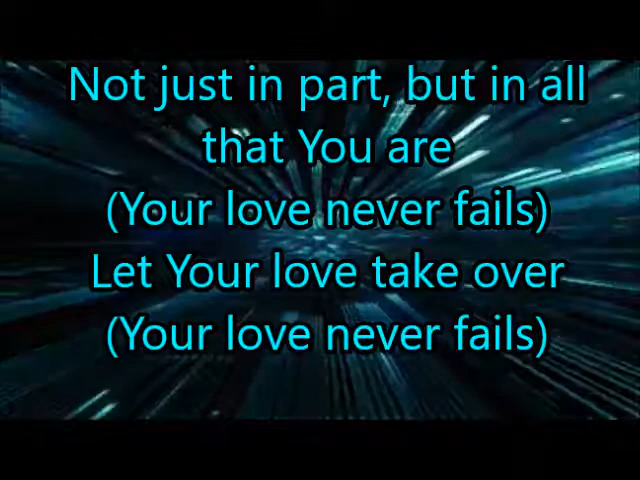 Not just in part, but in all
that You are
(Your love never fails)
Let Your love take over
(Your love never fails)